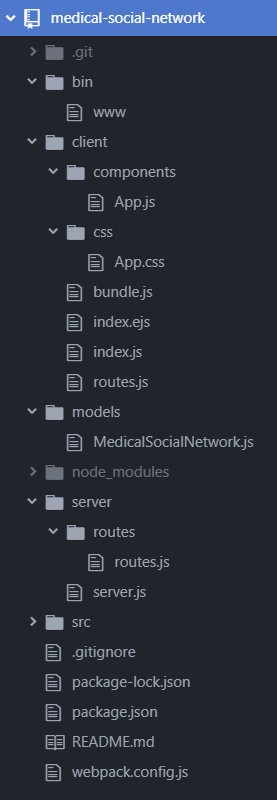 medical-social-network
.git
bin
www
client
components
App.js
css
App.css
bundle.js
index.ejs
index.js
routes.js
models
MedicalSocialNetwork.js
node_modules
server
routes
routes.js
server.js
src
.gitignore
package-lock.json
package.json
README.md
webpack.config.js